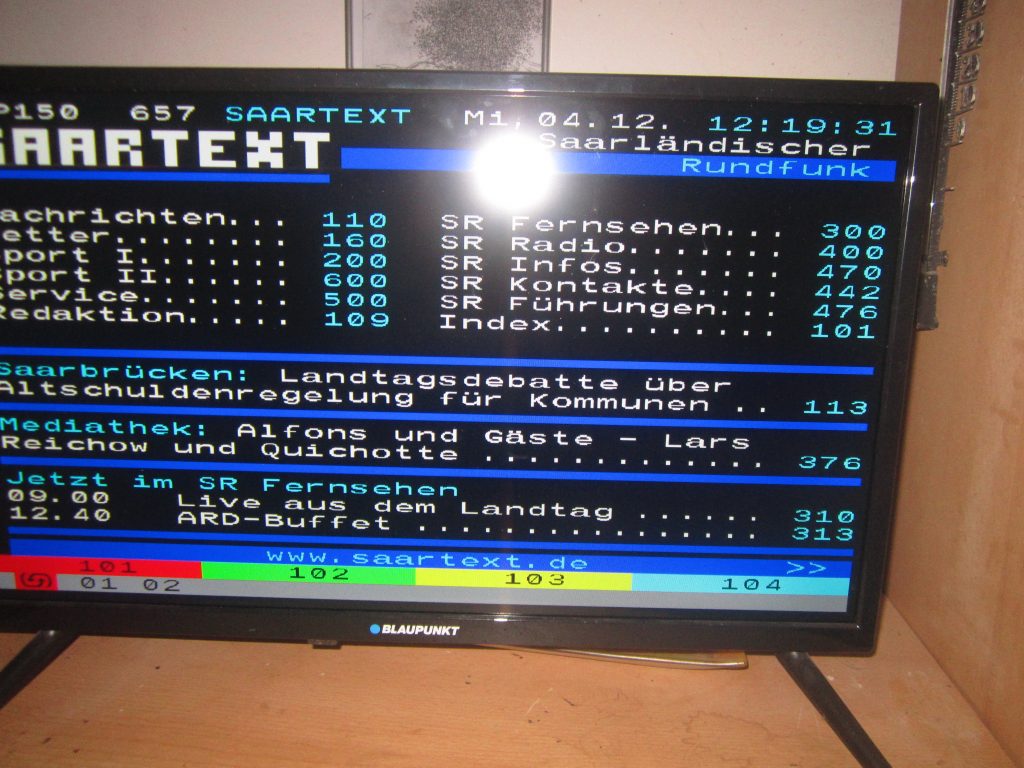 P150 657 SAARTEXT Mi, 04.12. 12:19:31
SAARTEXT Saarländischer
Rundfunk
achrichten... 110 SR Fernsehen... 300
etter........ 160 SR Radio....... 400
port I....... 200 SR Infos....... 470
port II...... 600 SR Kontakte.... 442
Service....... 500 SR Führungen... 476
Redaktion..... 109 Index.......... 101
Saarbrücken: Landtagsdebatte über
Altschuldenregelung für Kommunen .. 113
Mediathek: Alfons und Gäste - Lars
Reichow und Quichotte ............. 376
Jetzt im SR Fernsehen
09.00 Live aus dem Landtag ...... 310
12.40 ARD-Buffet ................ 313
www.saartext.de >>
101 102 103 104
01 02
BLAUPUNKT